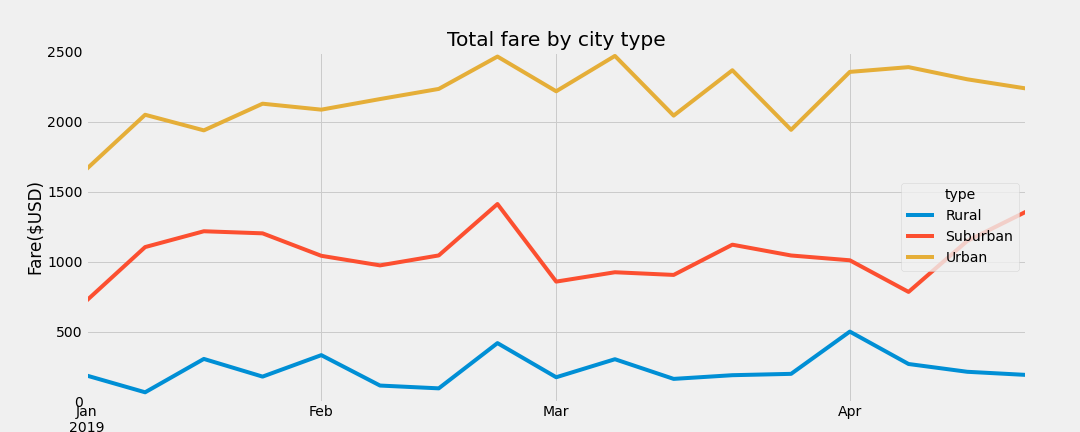 Total fare by city type
Fare($USD)
2500
2000
1500
1000
500
0
type
Rural
Suburban
Urban
Jan Feb Mar Apr
2019